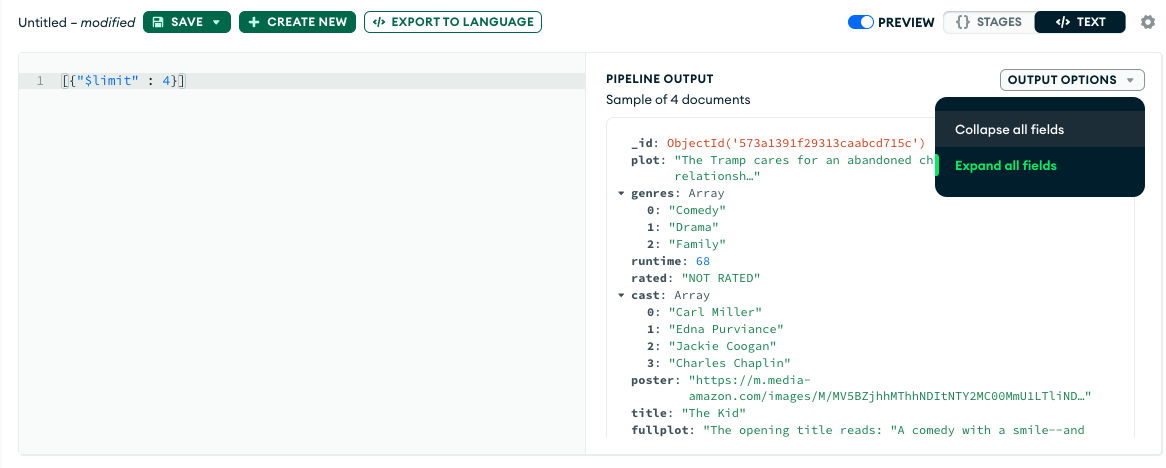 Untitled – modified SAVE CREATE NEW </> EXPORT TO LANGUAGE PREVIEW {} STAGES </> TEXT
1 [{"$limit" : 4}]
PIPELINE OUTPUT
OUTPUT OPTIONS
Sample of 4 documents
Collapse all fields
Expand all fields
_id: ObjectId('573a1391f29313caabcd715c')
plot: "The Tramp cares for an abandoned
relationsh…"
genres: Array
0: "Comedy"
1: "Drama"
2: "Family"
runtime: 68
rated: "NOT RATED"
cast: Array
0: "Carl Miller"
1: "Edna Purviance"
2: "Jackie Coogan"
3: "Charles Chaplin"
poster: "https://m.media-
amazon.com/images/M/MV5BZjhhMThhNDItNTY2MC00MmU1LTliND…"
title: "The Kid"
fullplot: "The opening title reads: "A comedy with a smile--and